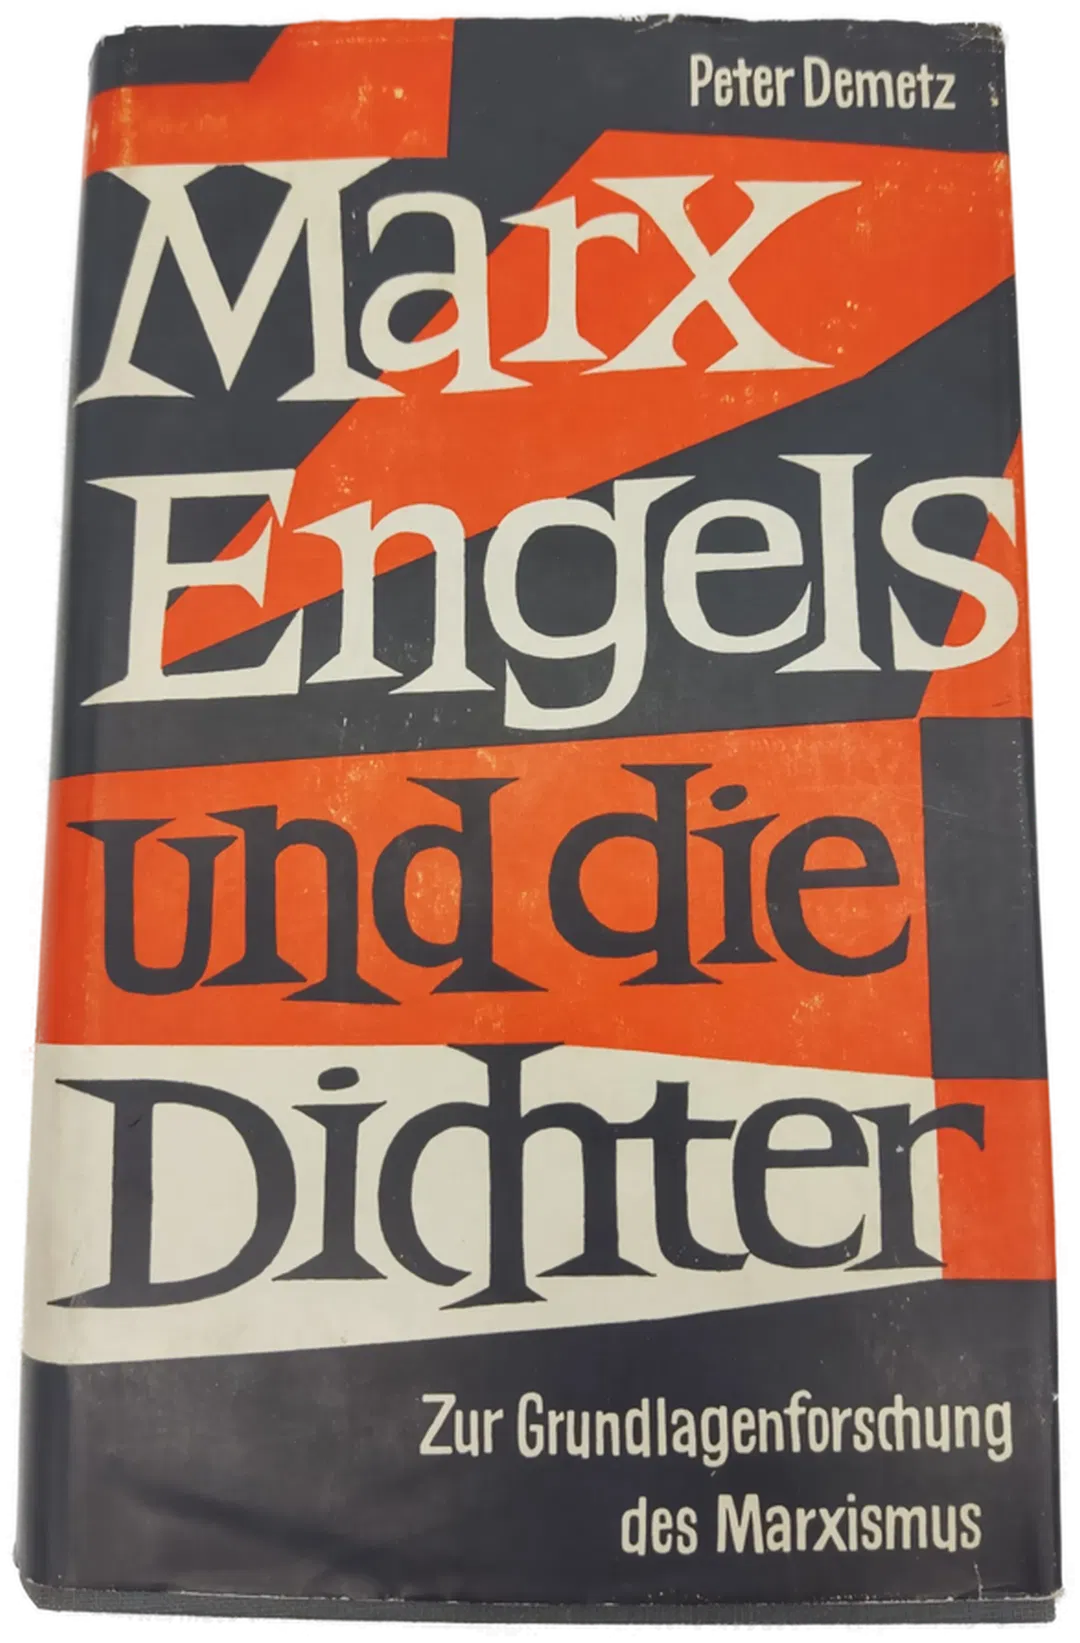 Peter Demetz
Marx
Engels
und die
Dichter
Zur Grundlagenforschung
des Marxismus